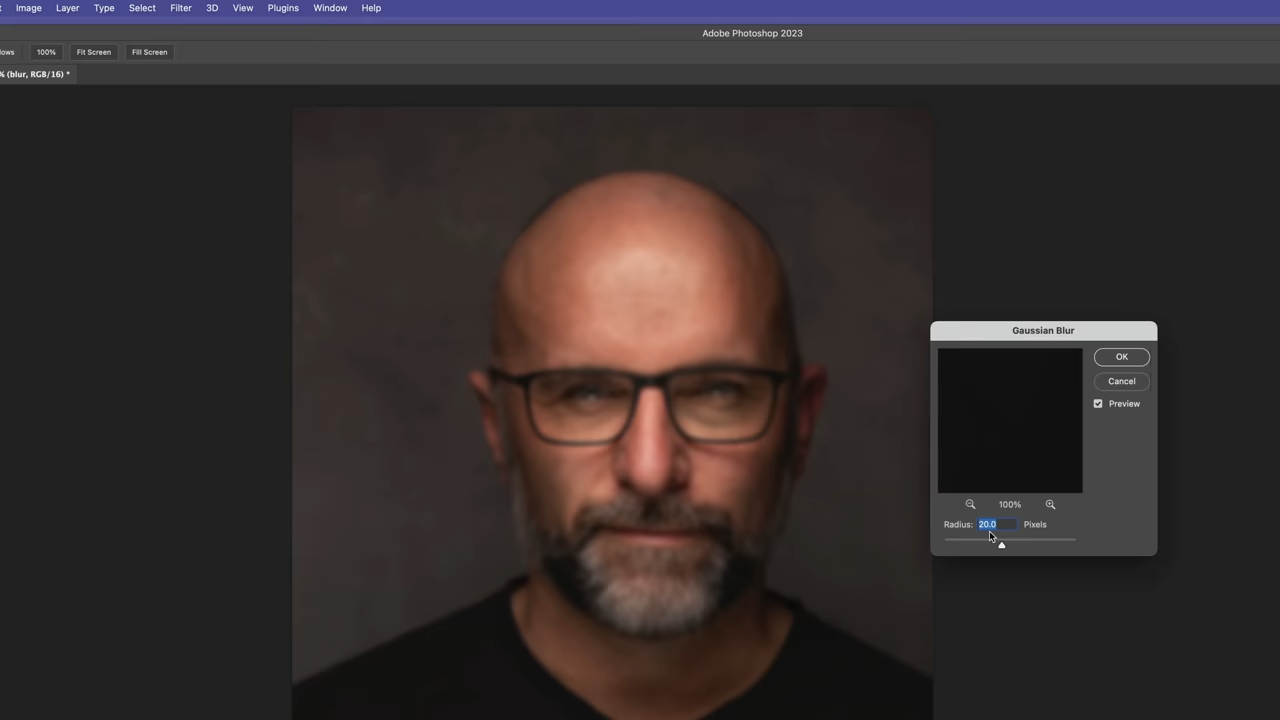 Image Layer Type Select Filter 3D View Plugins Window Help
Adobe Photoshop 2023
100% Fit Screen Fill Screen
% (blur, RGB/16) *
Gaussian Blur
OK
Cancel
Preview
100%
Radius: 20.0 Pixels